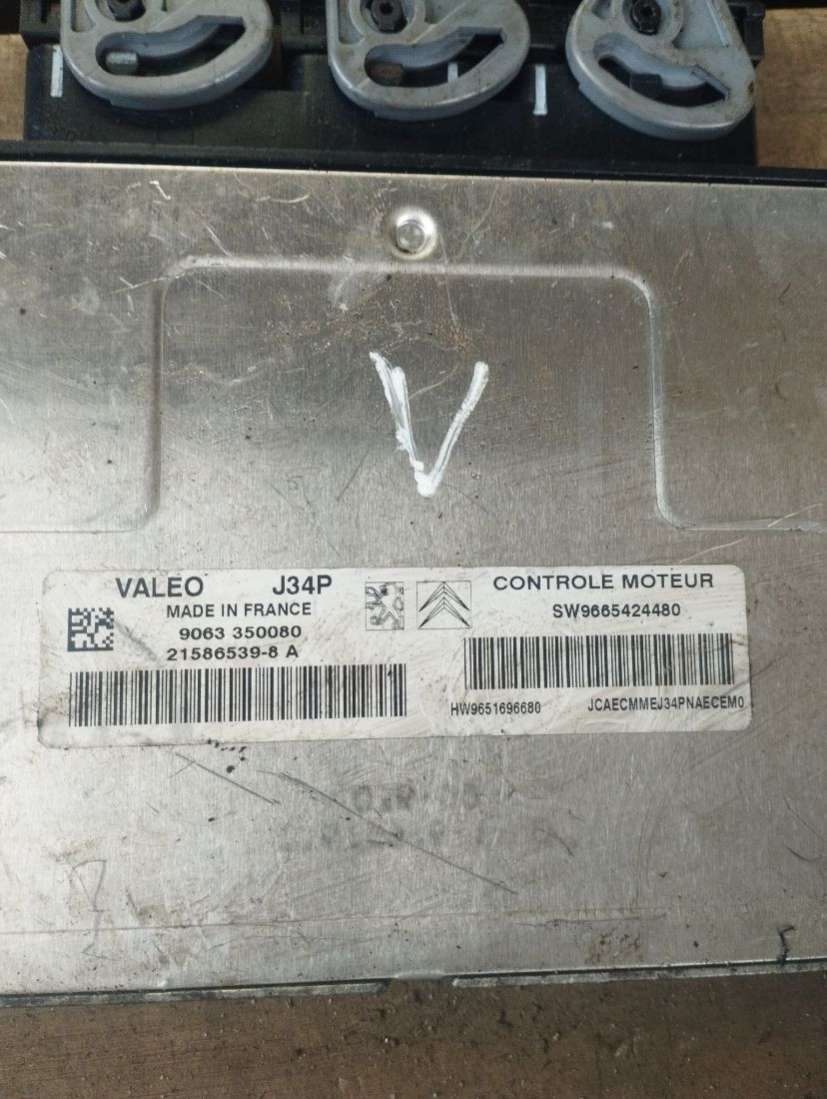 V
VALEO J34P
MADE IN FRANCE
9063 350080
21586539-8 A
CONTROLE MOTEUR
SW9665424480
HW9651696680
JCAECMMEJ34PNAECEM0